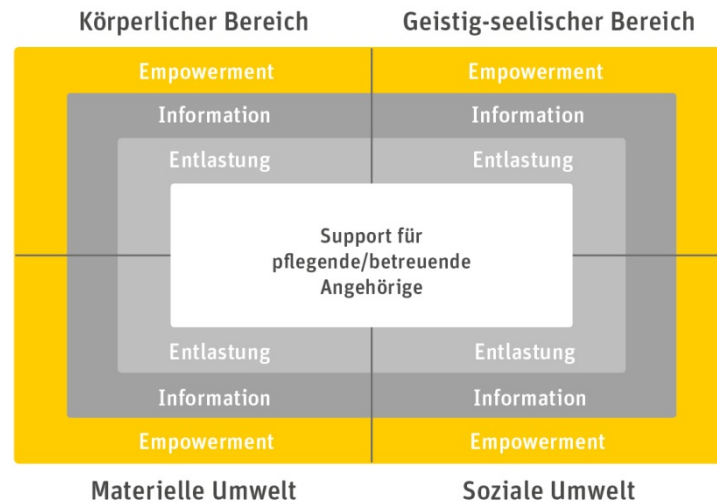 Körperlicher Bereich
Geistig-seelischer Bereich
Empowerment
Empowerment
Information
Information
Entlastung
Entlastung
Support für
pflegende/betreuende
Angehörige
Entlastung
Entlastung
Information
Information
Empowerment
Empowerment
Materielle Umwelt
Soziale Umwelt